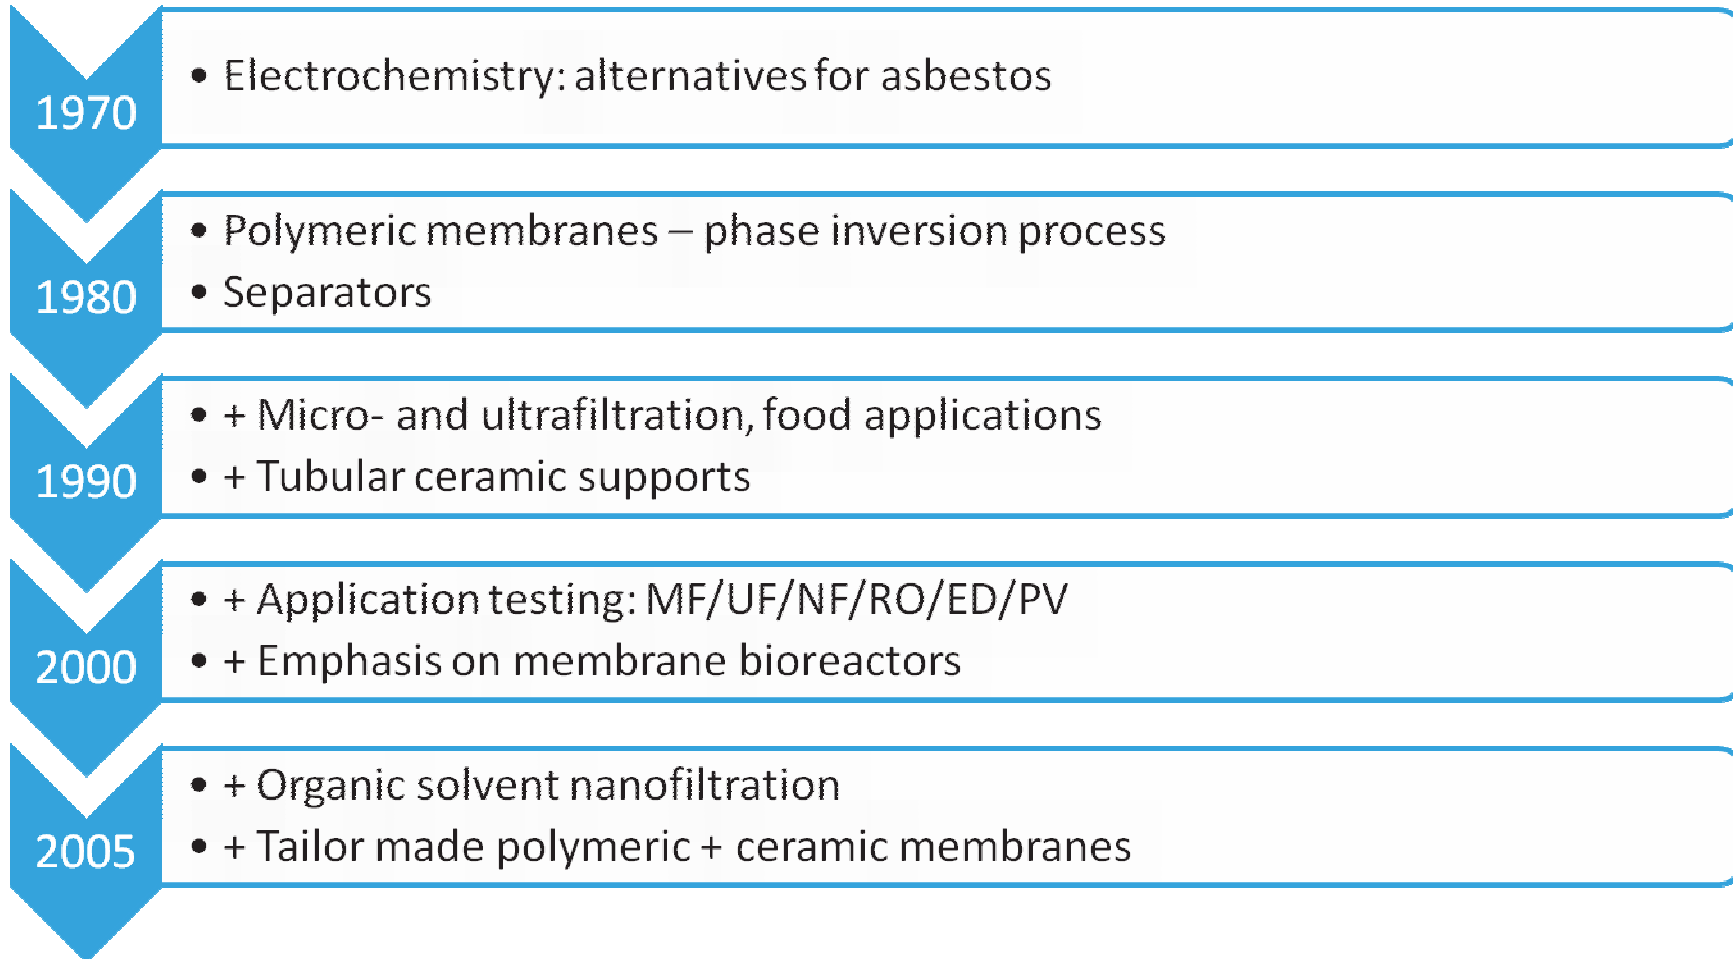 1970
• Electrochemistry: alternatives for asbestos
1980
• Polymeric membranes – phase inversion process
• Separators
1990
• + Micro- and ultrafiltration, food applications
• + Tubular ceramic supports
2000
• + Application testing: MF/UF/NF/RO/ED/PV
• + Emphasis on membrane bioreactors
2005
• + Organic solvent nanofiltration
• + Tailor made polymeric + ceramic membranes